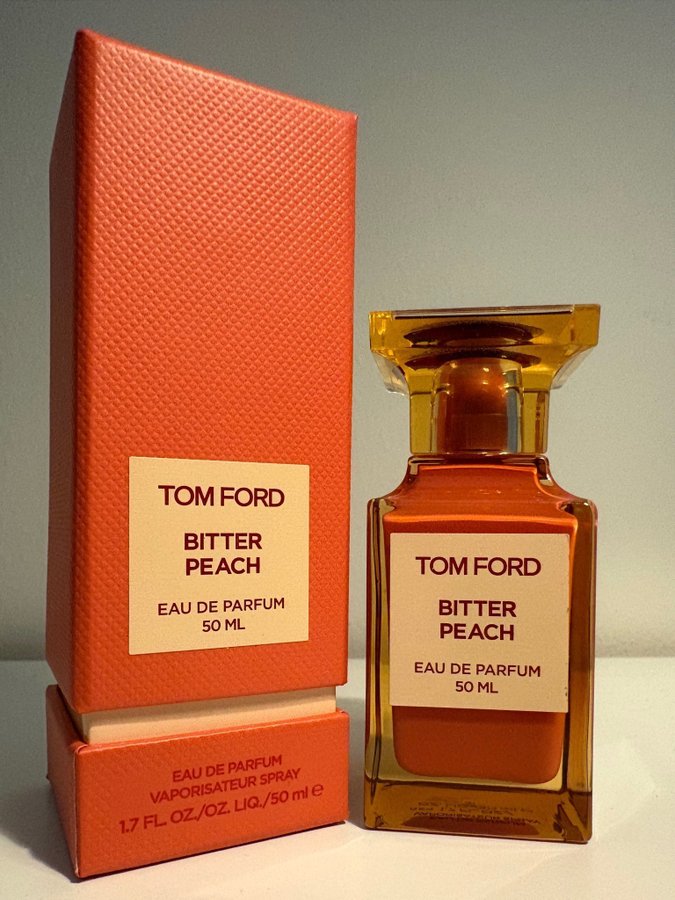 TOM FORD
BITTER
PEACH
EAU DE PARFUM
50 ML
EAU DE PARFUM
VAPORISATEUR SPRAY
1.7 FL. OZ./OZ. LIQ./50 ml e
TOM FORD
BITTER
PEACH
EAU DE PARFUM
50 ML